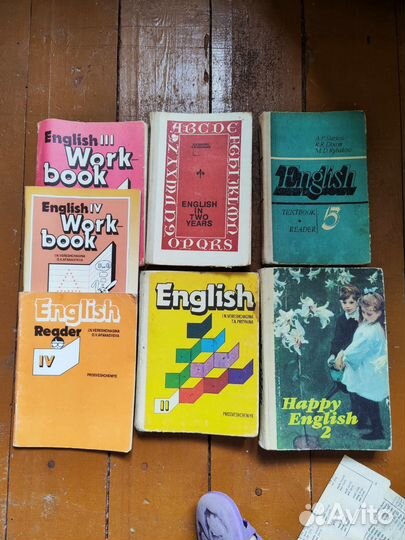 English III
Work
book
English IV
Work
book
I.N.VERESHCHAGINA
O.V.AFANASYEVA
English
Reader
I.N.VERESHCHAGINA
O.V.AFANASYEVA
IV
PROSVESHCHENIYE
ABCDE
ENGLISH
IN
TWO
YEARS
OPQRS
English
I.N.VERESHCHAGINA
T.A.PRITYKINA
II
PROSVESHCHENIYE
English
TEXTBOOK
READER
5
Happy
English
2
Avito